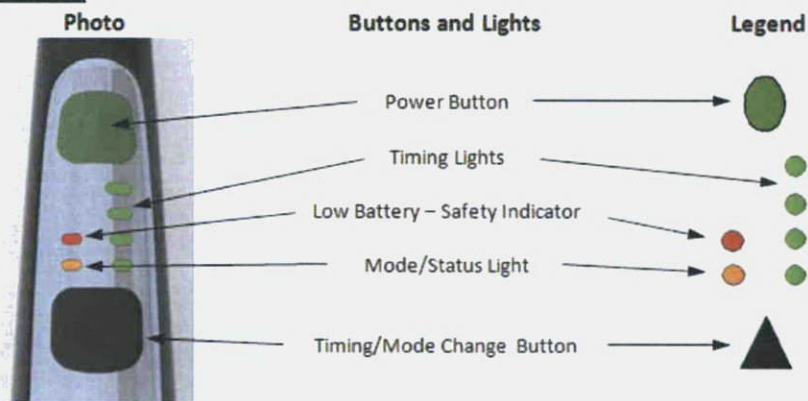 Photo
Buttons and Lights
Legend
Power Button
Timing Lights
Low Battery – Safety Indicator
Mode/Status Light
Timing/Mode Change Button